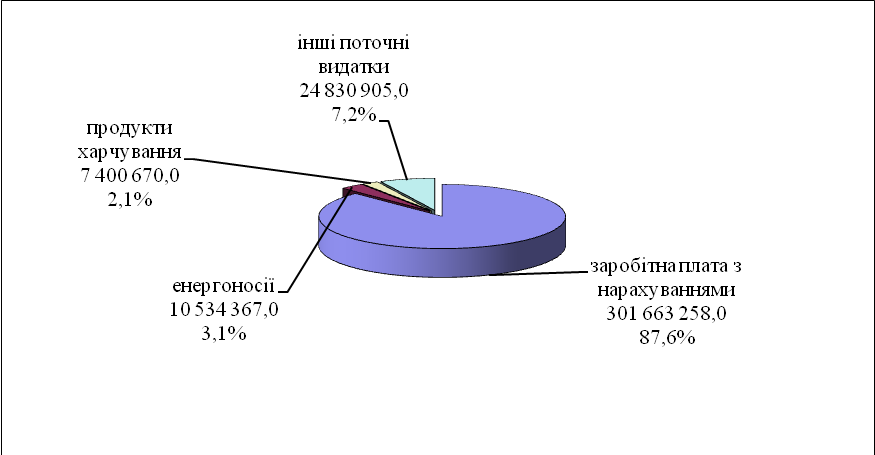 інші поточні
видатки
24 830 905,0
7,2%
продукти
харчування
7 400 670,0
2,1%
енергоносії
10 534 367,0
3,1%
заробітна плата з
нарахуваннями
301 663 258,0
87,6%